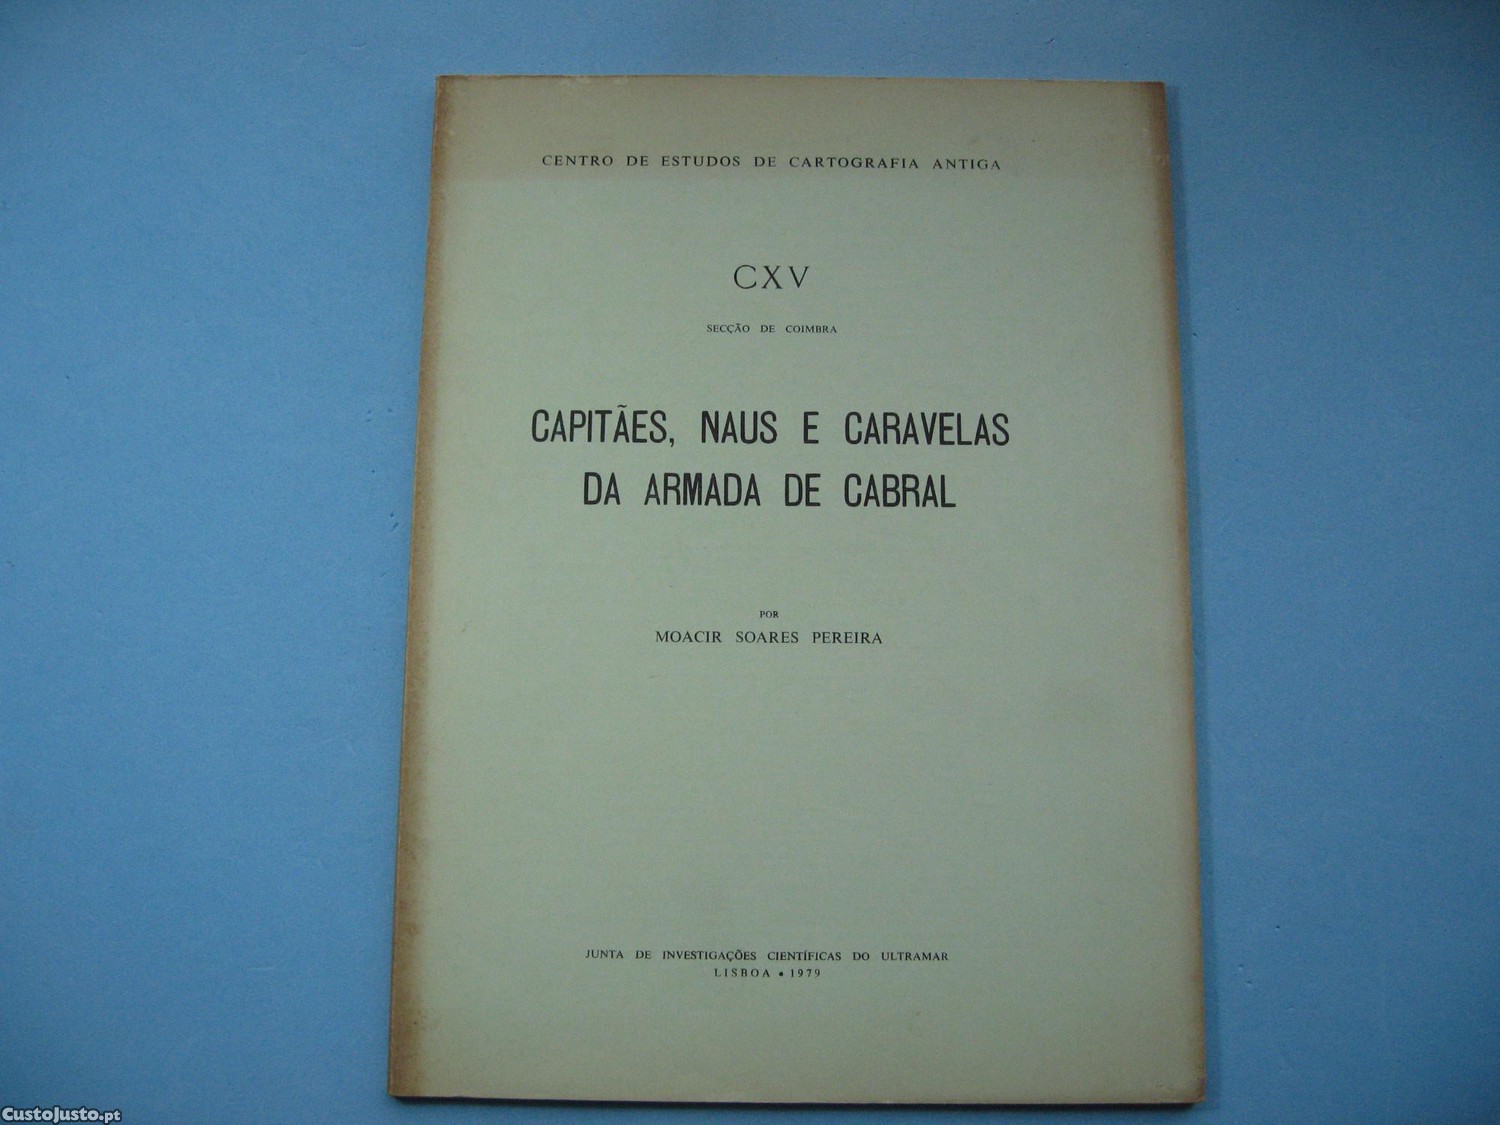 CENTRO DE ESTUDOS DE CARTOGRAFIA ANTIGA
CXV
SECÇÃO DE COIMBRA
CAPITÃES, NAUS E CARAVELAS
DA ARMADA DE CABRAL
POR
MOACIR SOARES PEREIRA
JUNTA DE INVESTIGAÇÕES CIENTÍFICAS DO ULTRAMAR
LISBOA • 1979
CustoJusto.pt